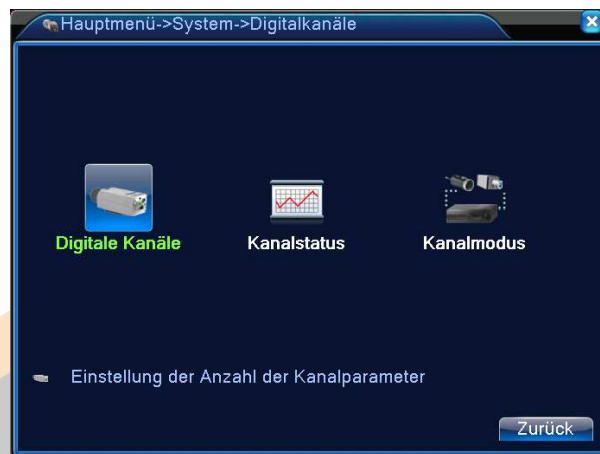 Hauptmenü->System->Digitalkanäle
Digitale Kanäle
Kanalstatus
Kanalmodus
Einstellung der Anzahl der Kanalparameter
Zurück